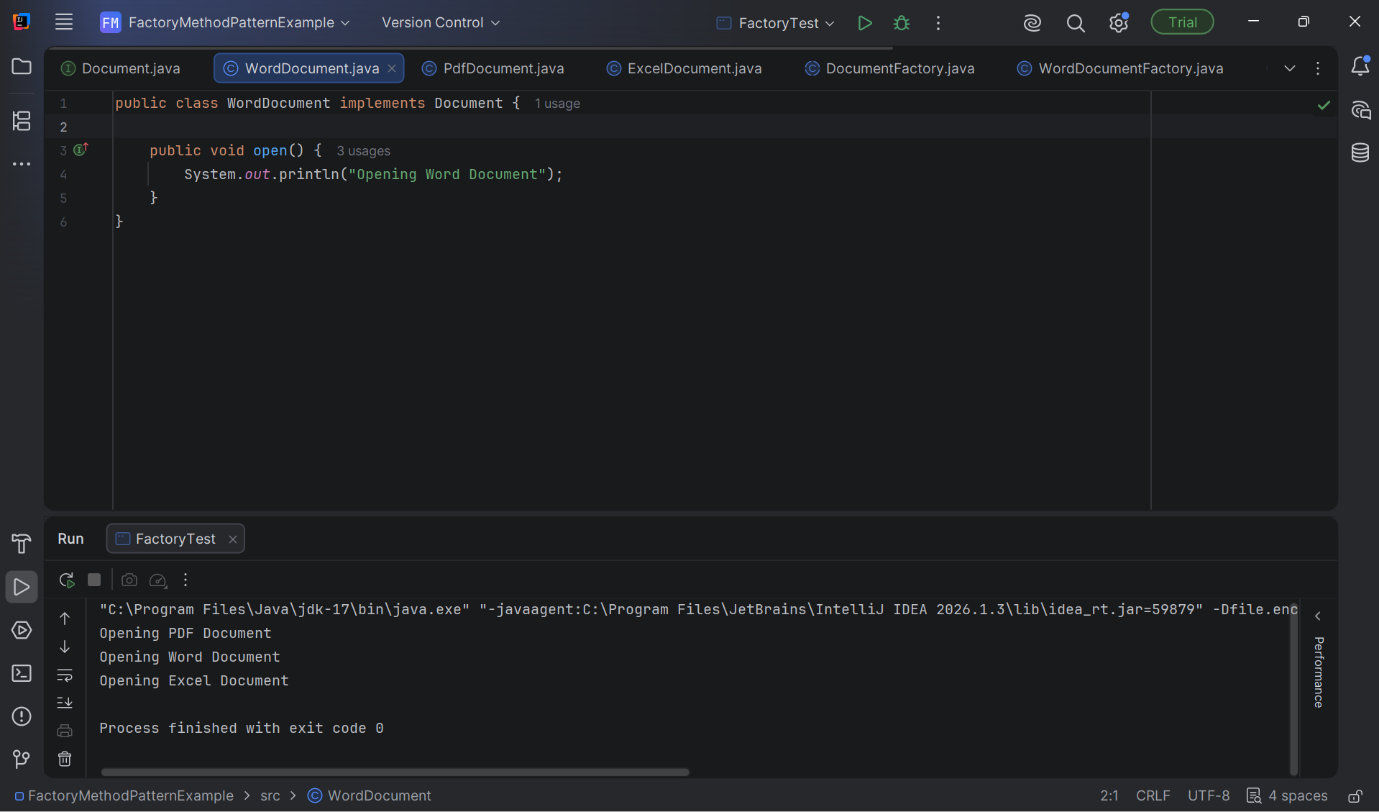 FM FactoryMethodPatternExample Version Control FactoryTest Trial
Document.java WordDocument.java PdfDocument.java ExcelDocument.java DocumentFactory.java WordDocumentFactory.java
1 public class WordDocument implements Document { 1 usage
2
3 public void open() { 3 usages
4 System.out.println("Opening Word Document");
5 }
6 }
Run FactoryTest
"C:\Program Files\Java\jdk-17\bin\java.exe" "-javaagent:C:\Program Files\JetBrains\IntelliJ IDEA 2026.1.3\lib\idea_rt.jar=59879" -Dfile.enc
Opening PDF Document
Opening Word Document
Opening Excel Document
Process finished with exit code 0
Performance
FactoryMethodPatternExample > src > WordDocument 2:1 CRLF UTF-8 4 spaces